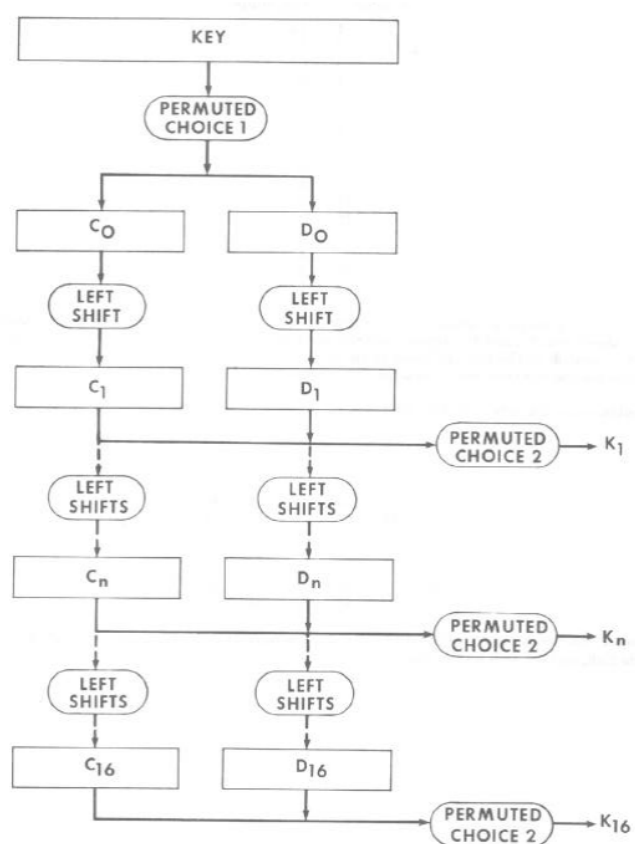 KEY
PERMUTED
CHOICE 1
C0
D0
LEFT
SHIFT
LEFT
SHIFT
C1
D1
PERMUTED
CHOICE 2
K1
LEFT
SHIFTS
LEFT
SHIFTS
Cn
Dn
PERMUTED
CHOICE 2
Kn
LEFT
SHIFTS
LEFT
SHIFTS
C16
D16
PERMUTED
CHOICE 2
K16